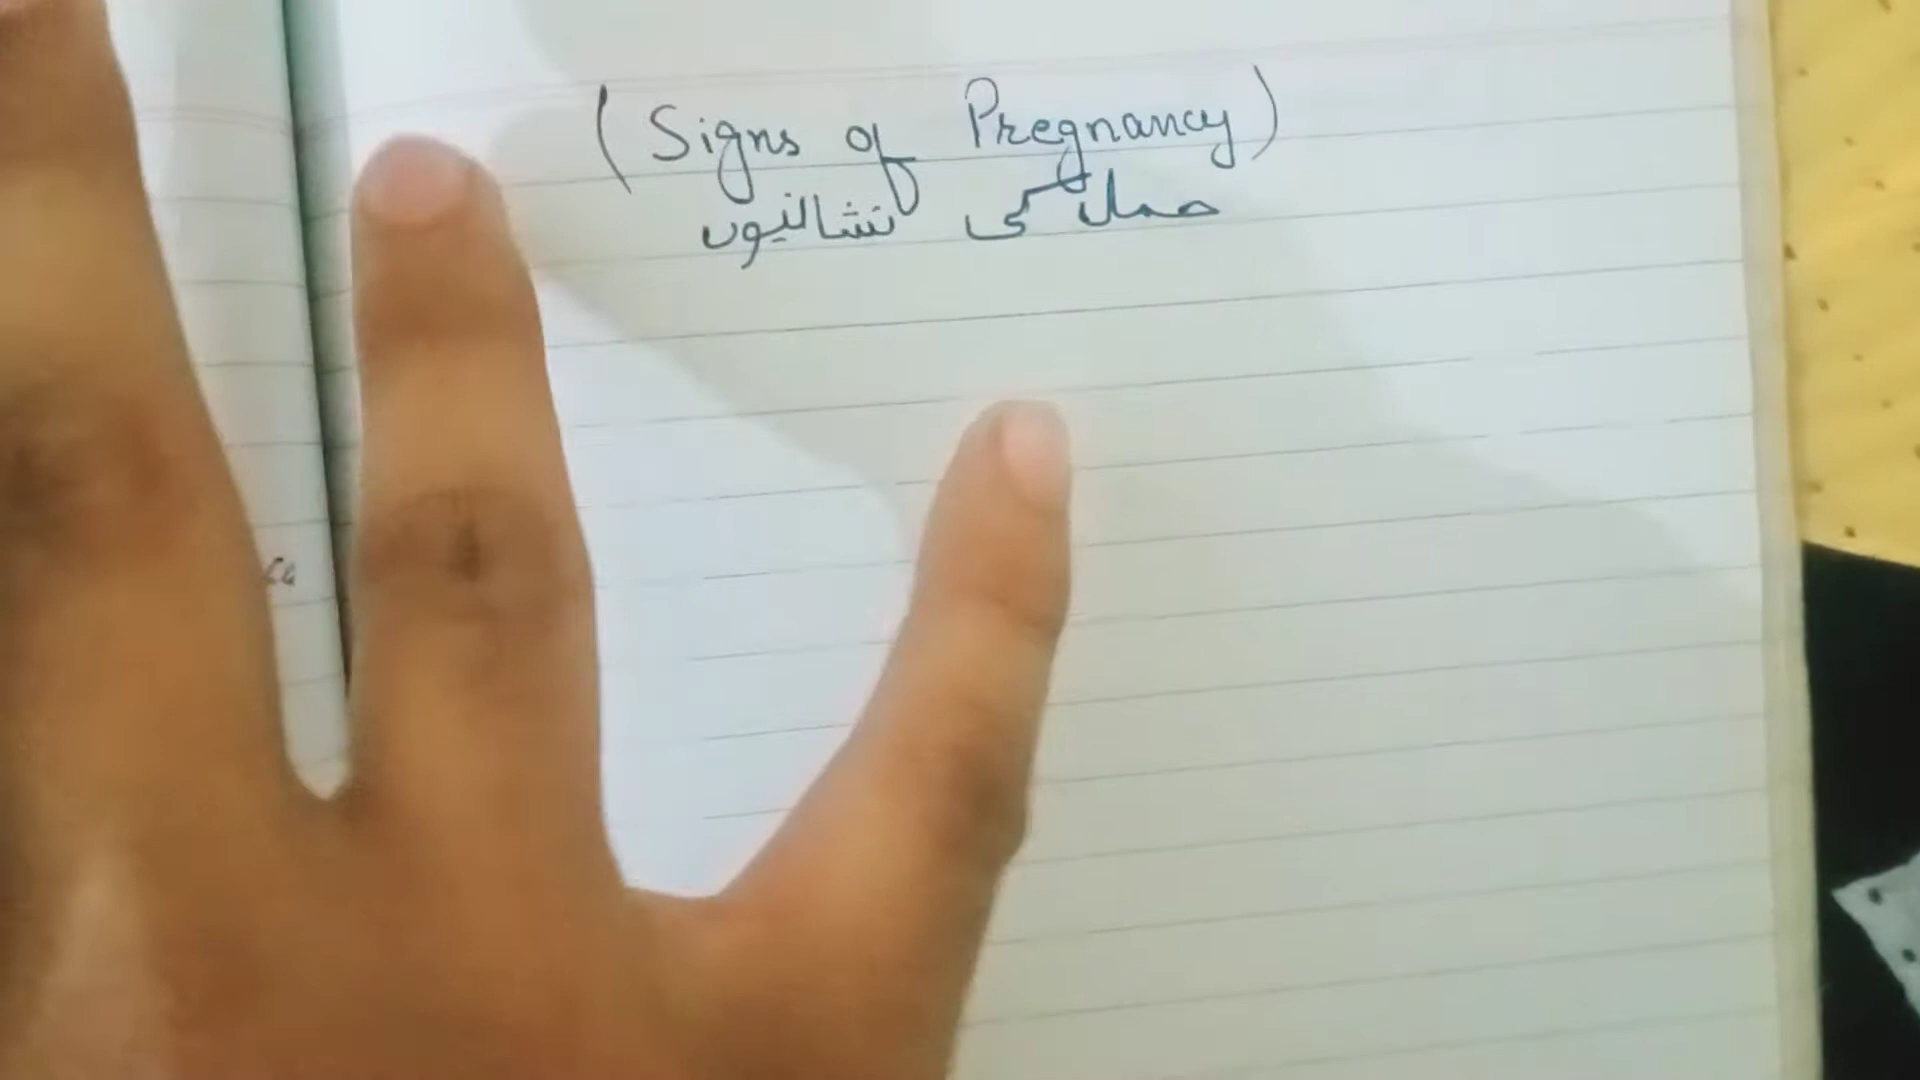 (Signs of Pregnancy)
حمل کی نشانیوں